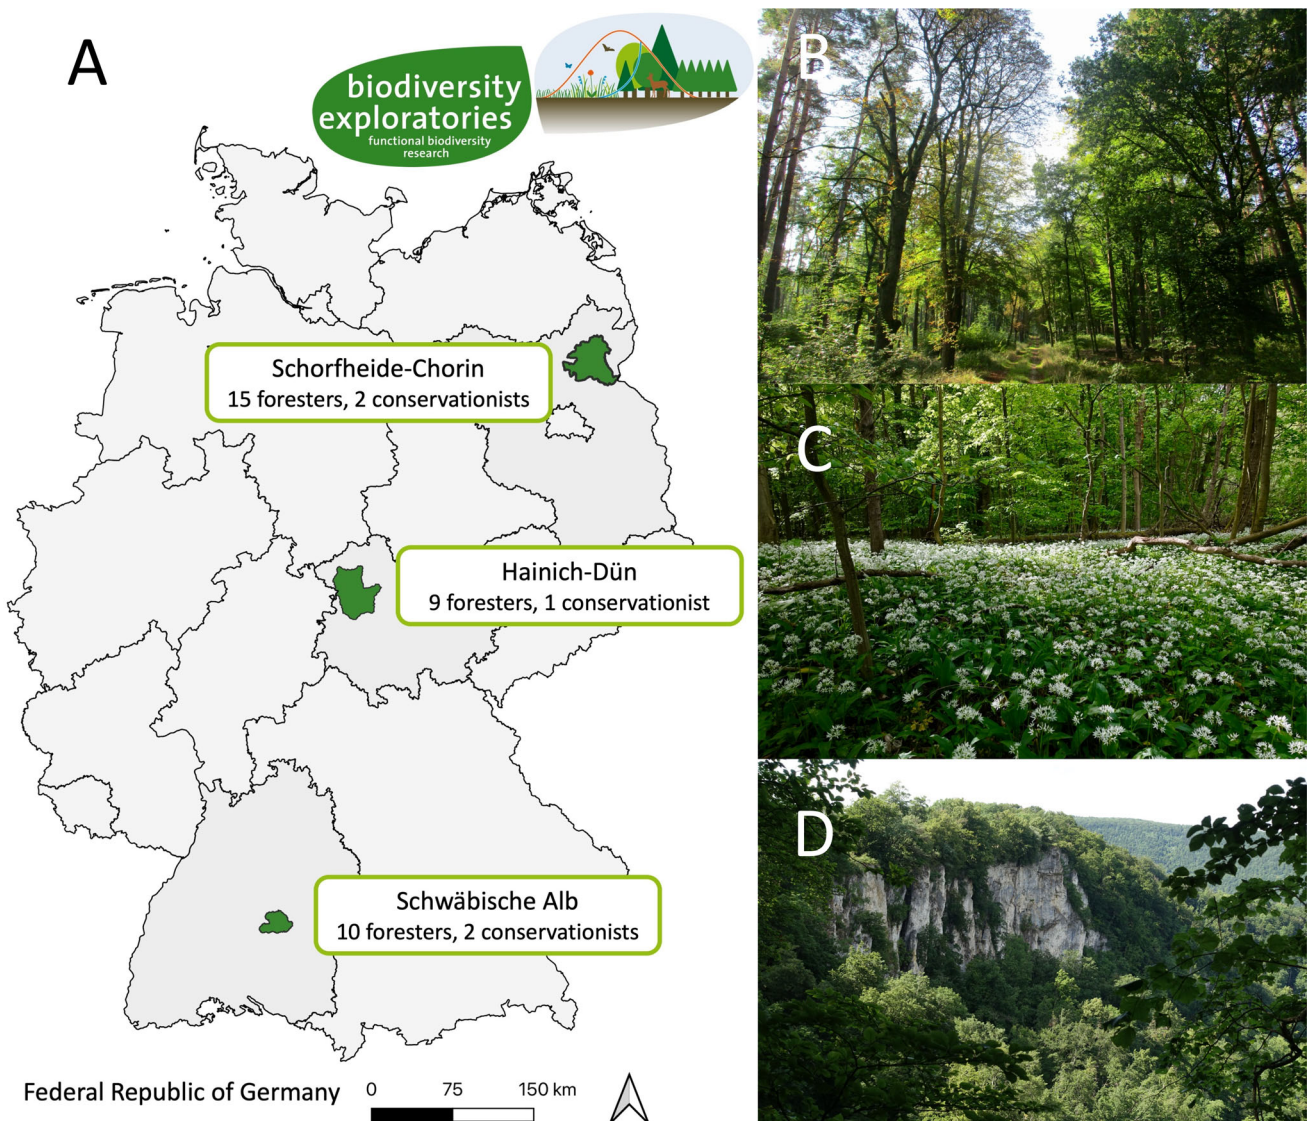 A
biodiversity
exploratories
functional biodiversity
research
Schorfheide-Chorin
15 foresters, 2 conservationists
Hainich-Dün
9 foresters, 1 conservationist
Schwäbische Alb
10 foresters, 2 conservationists
Federal Republic of Germany
0 75 150 km
B
C
D